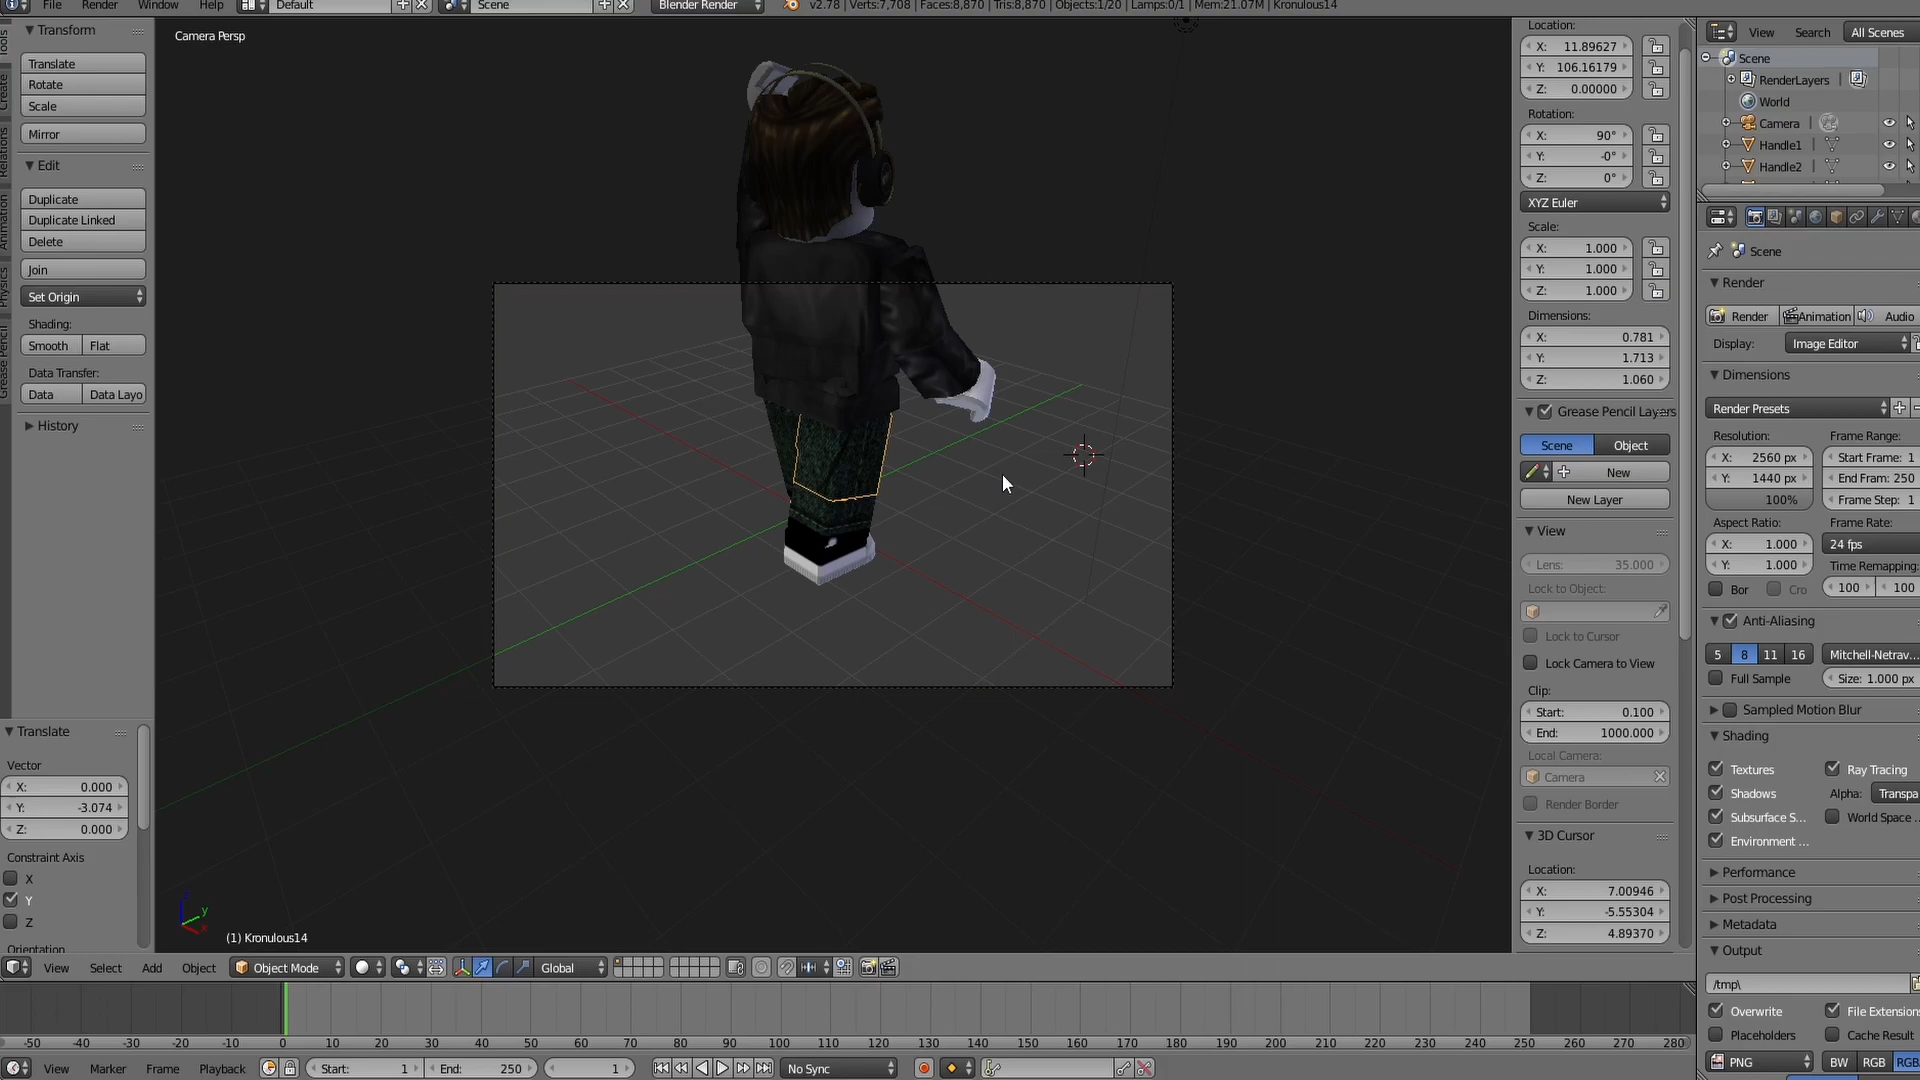 File Render Window Help Default Scene Blender Render v2.78 | Verts:7,708 | Faces:8,870 | Tris:8,870 | Objects:1/20 | Lamps:0/1 | Mem:21.07M | Kronulous14
Tools
Create
Relations
Animation
Physics
Grease Pencil
Transform
Translate
Rotate
Scale
Mirror
Edit
Duplicate
Duplicate Linked
Delete
Join
Set Origin
Shading:
Smooth Flat
Data Transfer:
Data Data Layo
History
Translate
Vector
X: 0.000
Y: -3.074
Z: 0.000
Constraint Axis
X
Y
Z
Orientation
Camera Persp
y
(1) Kronulous14
Location:
X: 11.89627
Y: 106.16179
Z: 0.00000
Rotation:
X: 90°
Y: -0°
Z: 0°
XYZ Euler
Scale:
X: 1.000
Y: 1.000
Z: 1.000
Dimensions:
X: 0.781
Y: 1.713
Z: 1.060
Grease Pencil Layers
Scene Object
New
New Layer
View
Lens: 35.000
Lock to Object:
Lock to Cursor
Lock Camera to View
Clip:
Start: 0.100
End: 1000.000
Local Camera:
Camera
Render Border
3D Cursor
Location:
X: 7.00946
Y: -5.55304
Z: 4.89370
View Search All Scenes
Scene
RenderLayers
World
Camera
Handle1
Handle2
Scene
Render
Render Animation Audio
Display: Image Editor
Dimensions
Render Presets
Resolution: Frame Range:
X: 2560 px Start Frame: 1
Y: 1440 px End Fram: 250
100% Frame Step: 1
Aspect Ratio: Frame Rate:
X: 1.000 24 fps
Y: 1.000 Time Remapping:
Bor Cro 100 100
Anti-Aliasing
5 8 11 16 Mitchell-Netrav...
Full Sample Size: 1.000 px
Sampled Motion Blur
Shading
Textures Ray Tracing
Shadows Alpha: Transpa
Subsurface S... World Space ..
Environment ...
Performance
Post Processing
Metadata
Output
/tmp\
Overwrite File Extensions
Placeholders Cache Result
PNG BW RGB RGB
View Select Add Object Object Mode Global
-50 -40 -30 -20 -10 0 10 20 30 40 50 60 70 80 90 100 110 120 130 140 150 160 170 180 190 200 210 220 230 240 250 260 270 280
View Marker Frame Playback Start: 1 End: 250 1 No Sync